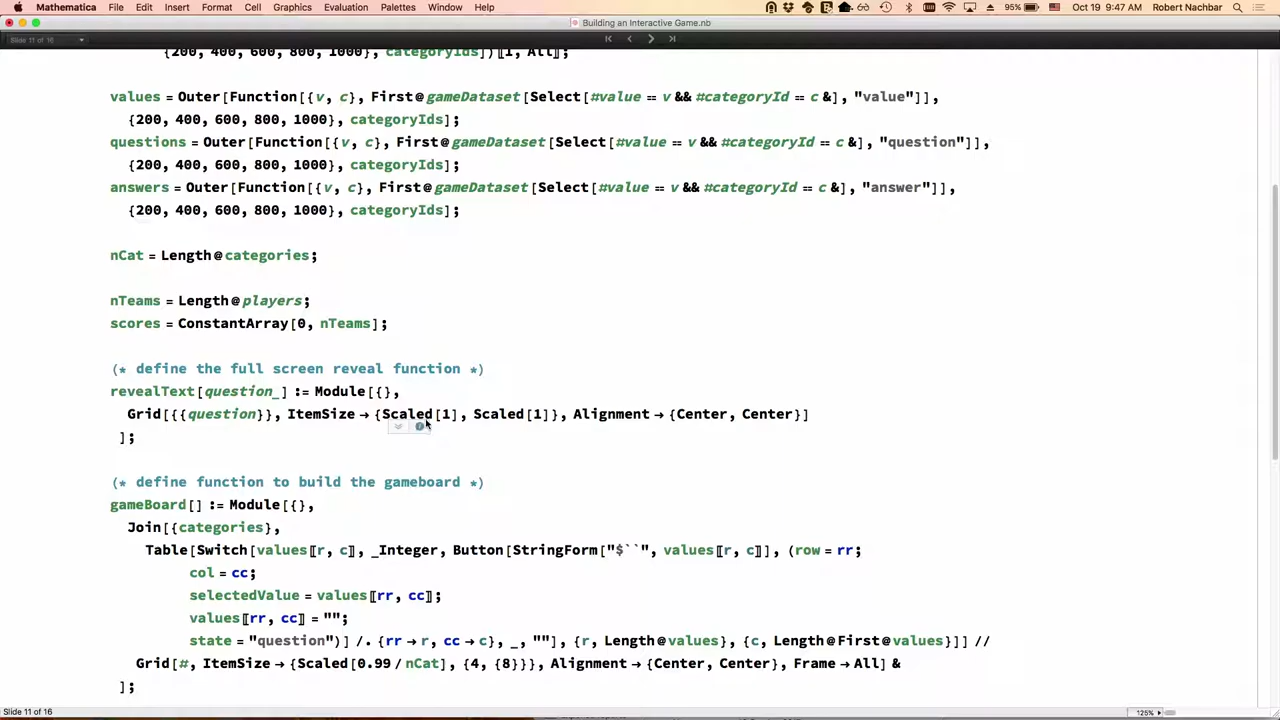 Mathematica File Edit Insert Format Cell Graphics Evaluation Palettes Window Help 95% Oct 19 9:47 AM Robert Nachbar
Building an Interactive Game.nb
Slide 11 of 16
{200, 400, 600, 800, 1000}, categoryIds])〚1, All〛;
values = Outer[Function[{v, c}, First@gameDataset[Select[#value == v && #categoryId == c &], "value"]],
{200, 400, 600, 800, 1000}, categoryIds];
questions = Outer[Function[{v, c}, First@gameDataset[Select[#value == v && #categoryId == c &], "question"]],
{200, 400, 600, 800, 1000}, categoryIds];
answers = Outer[Function[{v, c}, First@gameDataset[Select[#value == v && #categoryId == c &], "answer"]],
{200, 400, 600, 800, 1000}, categoryIds];
nCat = Length@categories;
nTeams = Length@players;
scores = ConstantArray[0, nTeams];
(* define the full screen reveal function *)
revealText[question_] := Module[{},
Grid[{{question}}, ItemSize → {Scaled[1], Scaled[1]}, Alignment → {Center, Center}]
];
(* define function to build the gameboard *)
gameBoard[] := Module[{},
Join[{categories},
Table[Switch[values〚r, c〛, _Integer, Button[StringForm["$``", values〚r, c〛], (row = rr;
col = cc;
selectedValue = values〚rr, cc〛;
values〚rr, cc〛 = "";
state = "question")] /. {rr → r, cc → c}, _, ""], {r, Length@values}, {c, Length@First@values}]] //
Grid[#, ItemSize → {Scaled[0.99 / nCat], {4, {8}}}, Alignment → {Center, Center}, Frame → All] &
];
Slide 11 of 16 125%